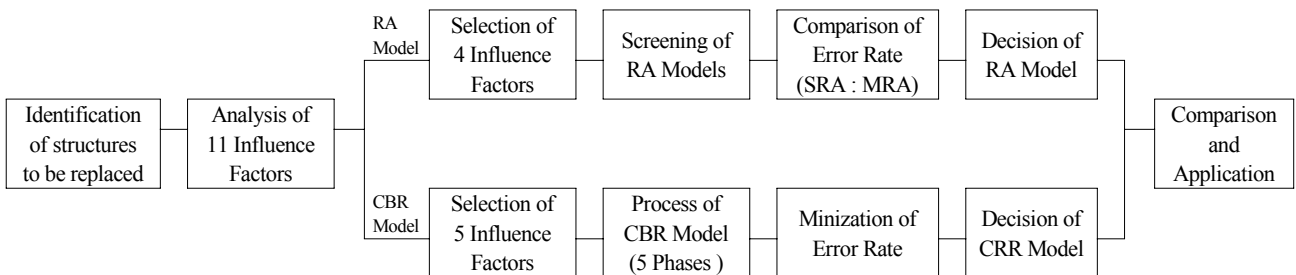 Identification
of structures
to be replaced
Analysis of
11 Influence
Factors
RA
Model
Selection of
4 Influence
Factors
Screening of
RA Models
Comparison of
Error Rate
(SRA : MRA)
Decision of
RA Model
CBR
Model
Selection of
5 Influence
Factors
Process of
CBR Model
(5 Phases )
Minization of
Error Rate
Decision of
CRR Model
Comparison
and
Application